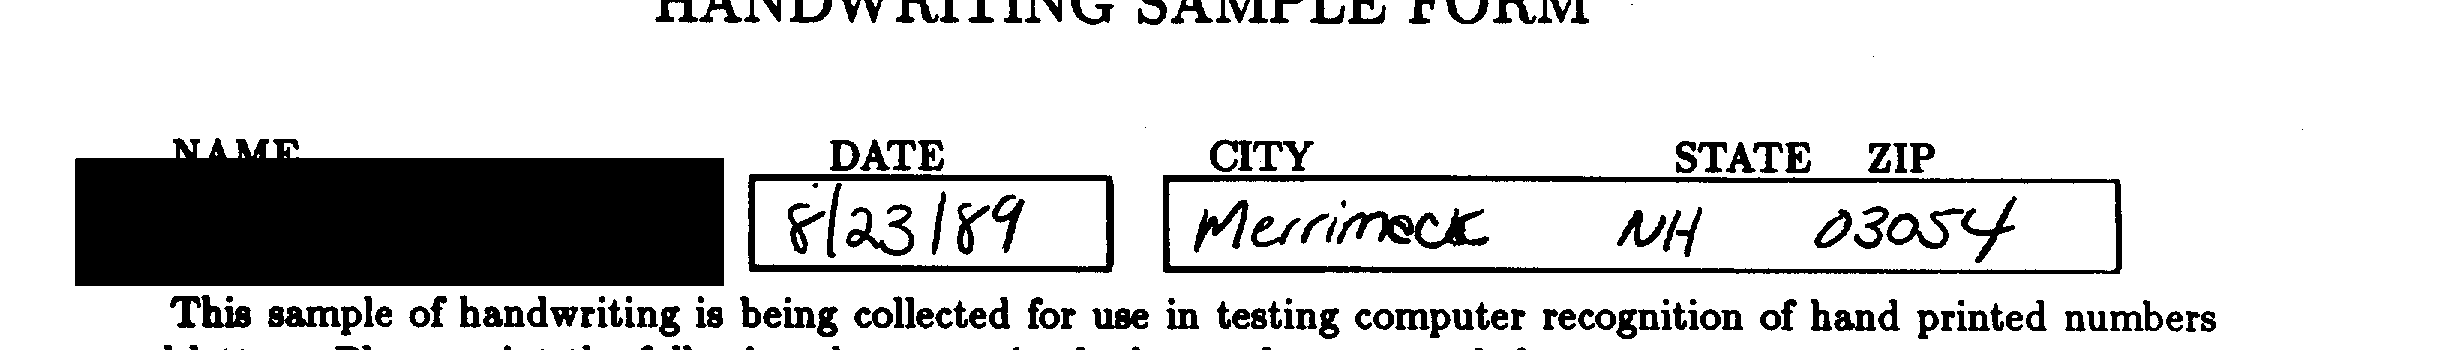 HANDWRITING SAMPLE FORM
NAME DATE CITY STATE ZIP
8/23/89 Merrimack NH 03054
This sample of handwriting is being collected for use in testing computer recognition of hand printed numbers